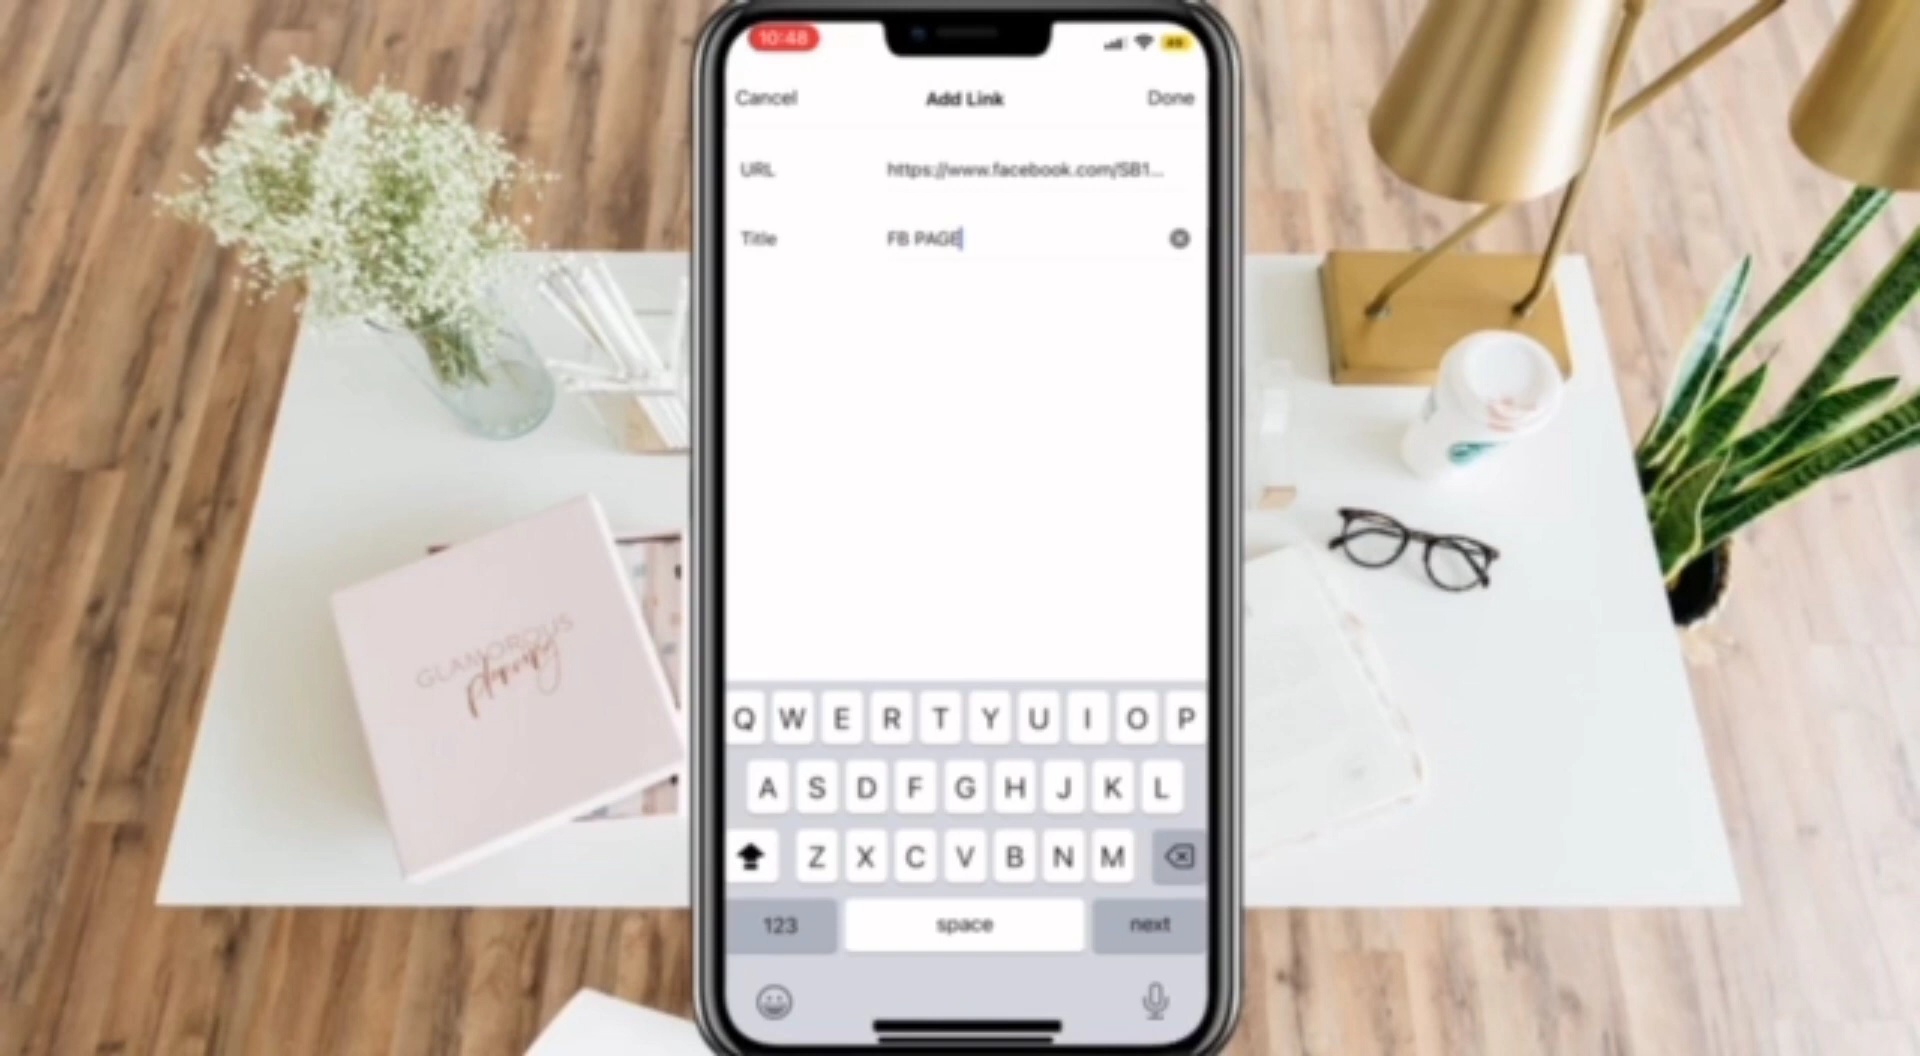 10:48
Cancel Add Link Done
URL https://www.facebook.com/SB1...
Title FB PAGE
Q W E R T Y U I O P
A S D F G H J K L
Z X C V B N M
123 space next
GLAMOROUS
planning